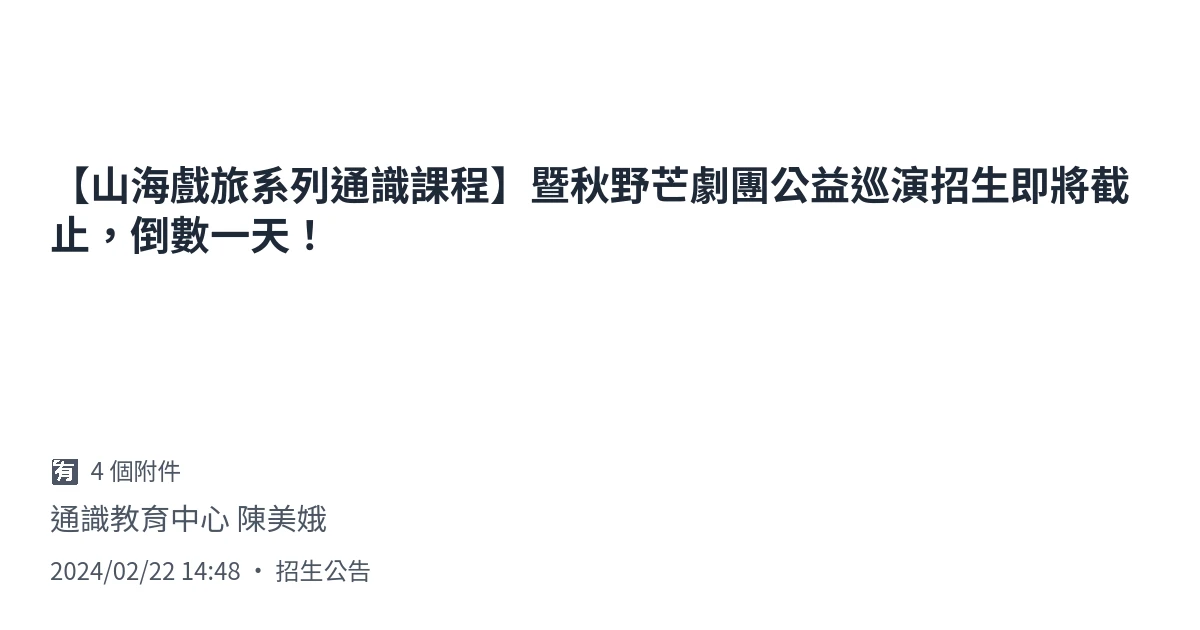 【山海戲旅系列通識課程】暨秋野芒劇團公益巡演招生即將截
止，倒數一天！
有 4 個附件
通識教育中心 陳美娥
2024/02/22 14:48 • 招生公告